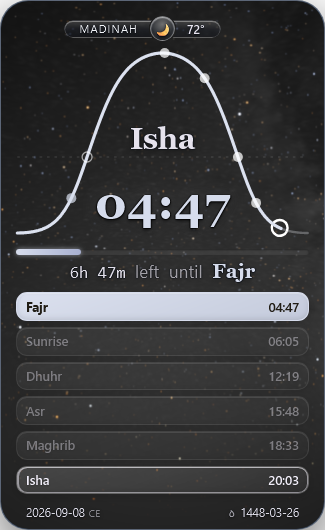 MADINAH 72°
Isha
04:47
6h 47m left until Fajr
Fajr 04:47
Sunrise 06:05
Dhuhr 12:19
Asr 15:48
Maghrib 18:33
Isha 20:03
2026-09-08 CE 1448-03-26